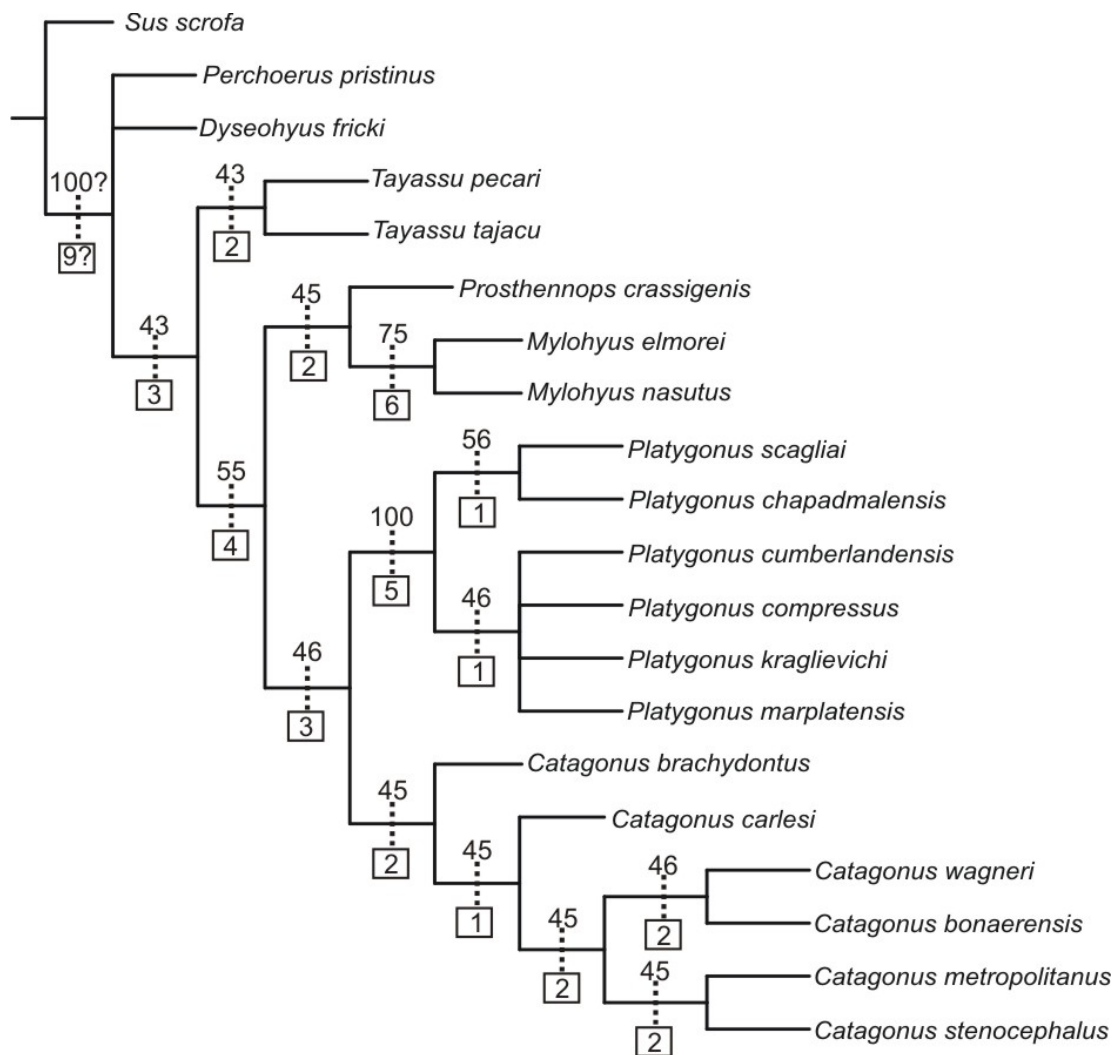 Sus scrofa
Perchoerus pristinus
Dyseohyus fricki
100?
9?
43
Tayassu pecari
2
Tayassu tajacu
43
3
45
Prosthennops crassigenis
2
75
Mylohyus elmorei
6
Mylohyus nasutus
55
4
56
Platygonus scagliai
1
Platygonus chapadmalensis
100
5
Platygonus cumberlandensis
46
Platygonus compressus
1
Platygonus kraglievichi
Platygonus marplatensis
46
3
Catagonus brachydontus
45
2
Catagonus carlesi
45
1
46
Catagonus wagneri
2
Catagonus bonaerensis
45
2
45
Catagonus metropolitanus
2
Catagonus stenocephalus